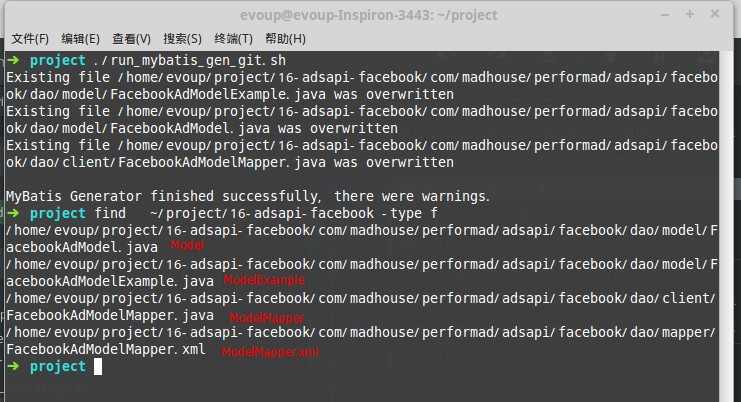 evoup@evoup-Inspiron-3443: ~/project
文件(F) 编辑(E) 查看(V) 搜索(S) 终端(T) 帮助(H)
➜ project ./run_mybatis_gen_git.sh
Existing file /home/evoup/project/16-adsapi-facebook/com/madhouse/performad/adsapi/facebo
ok/dao/model/FacebookAdModelExample.java was overwritten
Existing file /home/evoup/project/16-adsapi-facebook/com/madhouse/performad/adsapi/facebo
ok/dao/model/FacebookAdModel.java was overwritten
Existing file /home/evoup/project/16-adsapi-facebook/com/madhouse/performad/adsapi/facebo
ok/dao/client/FacebookAdModelMapper.java was overwritten
MyBatis Generator finished successfully, there were warnings.
➜ project find ~/project/16-adsapi-facebook -type f
/home/evoup/project/16-adsapi-facebook/com/madhouse/performad/adsapi/facebook/dao/model/F
acebookAdModel.java Model
/home/evoup/project/16-adsapi-facebook/com/madhouse/performad/adsapi/facebook/dao/model/F
acebookAdModelExample.java ModelExample
/home/evoup/project/16-adsapi-facebook/com/madhouse/performad/adsapi/facebook/dao/client/
FacebookAdModelMapper.java ModelMapper
/home/evoup/project/16-adsapi-facebook/com/madhouse/performad/adsapi/facebook/dao/mapper/
FacebookAdModelMapper.xml ModelMapper.xml
➜ project